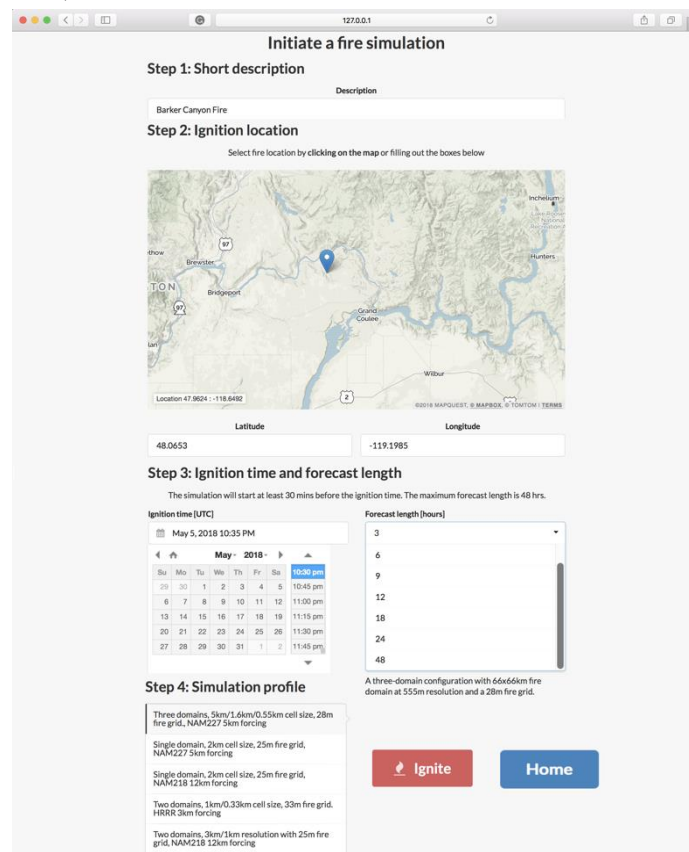 127.0.0.1
Initiate a fire simulation
Step 1: Short description
Description
Barker Canyon Fire
Step 2: Ignition location
Select fire location by clicking on the map or filling out the boxes below
Inchelium
National
Recreation
97
thow
Brewster
Hunters
TON
Bridgeport
97
Grand
Coulee
lan
Wilbur
2
Location 47.9624 : -118.6492
©2018 MAPQUEST, © MAPBOX, © TOMTOM | TERMS
Latitude
Longitude
48.0653
-119.1985
Step 3: Ignition time and forecast length
The simulation will start at least 30 mins before the ignition time. The maximum forecast length is 48 hrs.
Ignition time [UTC]
Forecast length [hours]
May 5, 2018 10:35 PM
3
May 2018
Su Mo Tu We Th Fr Sa
29 30 1 2 3 4 5
6 7 8 9 10 11 12
13 14 15 16 17 18 19
20 21 22 23 24 25 26
27 28 29 30 31 1 2
10:30 pm
10:45 pm
11:00 pm
11:15 pm
11:30 pm
11:45 pm
6
9
12
18
24
48
A three-domain configuration with 66x66km fire
domain at 555m resolution and a 28m fire grid.
Step 4: Simulation profile
Three domains, 5km/1.6km/0.55km cell size, 28m
fire grid., NAM227 5km forcing
Single domain, 2km cell size, 25m fire grid,
NAM227 5km forcing
Single domain, 2km cell size, 25m fire grid,
NAM218 12km forcing
Two domains, 1km/0.33km cell size, 33m fire grid.
HRRR 3km forcing
Two domains, 3km/1km resolution with 25m fire
grid, NAM218 12km forcing
Ignite
Home